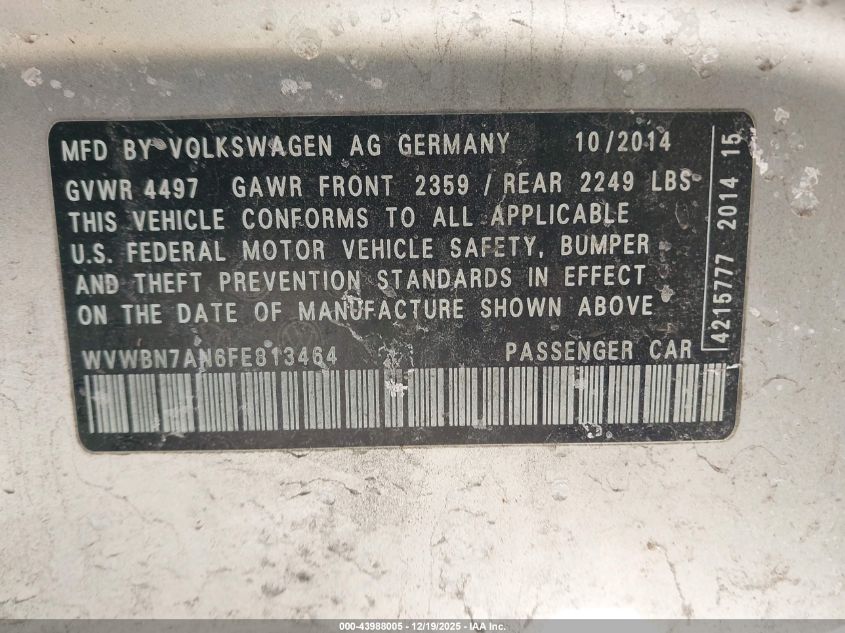 MFD BY VOLKSWAGEN AG GERMANY 10/2014
GVWR 4497 GAWR FRONT 2359 / REAR 2249 LBS
THIS VEHICLE CONFORMS TO ALL APPLICABLE
U.S. FEDERAL MOTOR VEHICLE SAFETY, BUMPER
AND THEFT PREVENTION STANDARDS IN EFFECT
ON THE DATE OF MANUFACTURE SHOWN ABOVE
WVWBN7AN6FE813464 PASSENGER CAR
4215777 2014 15
000-43988005 - 12/19/2025 - IAAI.COM